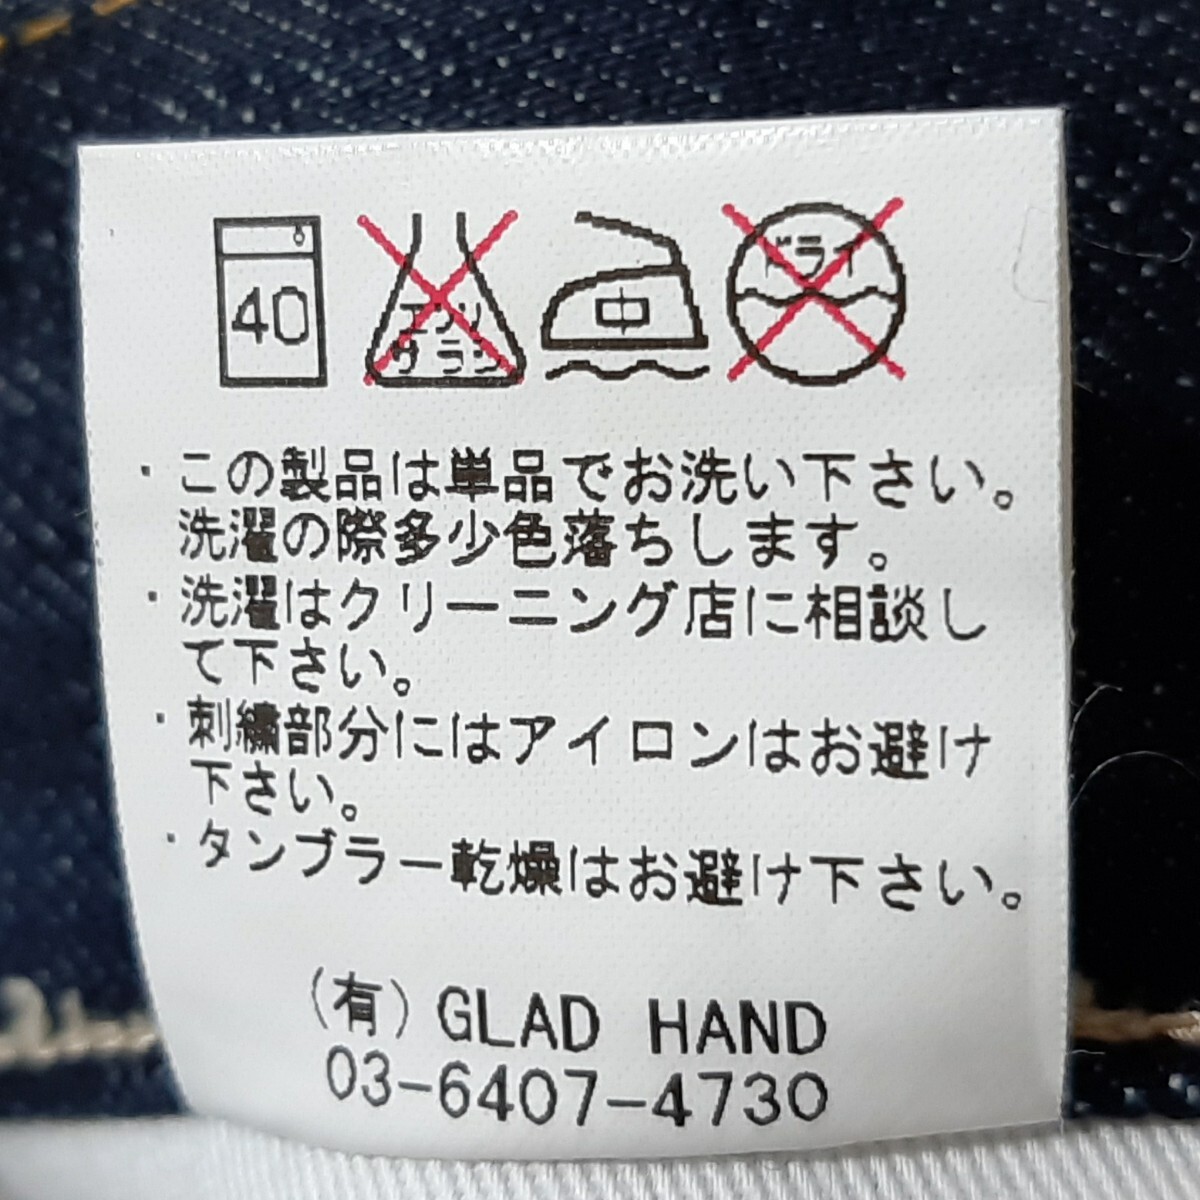 40
エンソ
サラシ
中
ドライ
・この製品は単品でお洗い下さい。
洗濯の際多少色落ちします。
・洗濯はクリーニング店に相談し
て下さい。
・刺繍部分にはアイロンはお避け
下さい。
・タンブラー乾燥はお避け下さい。
(有)GLAD HAND
03-6407-4730